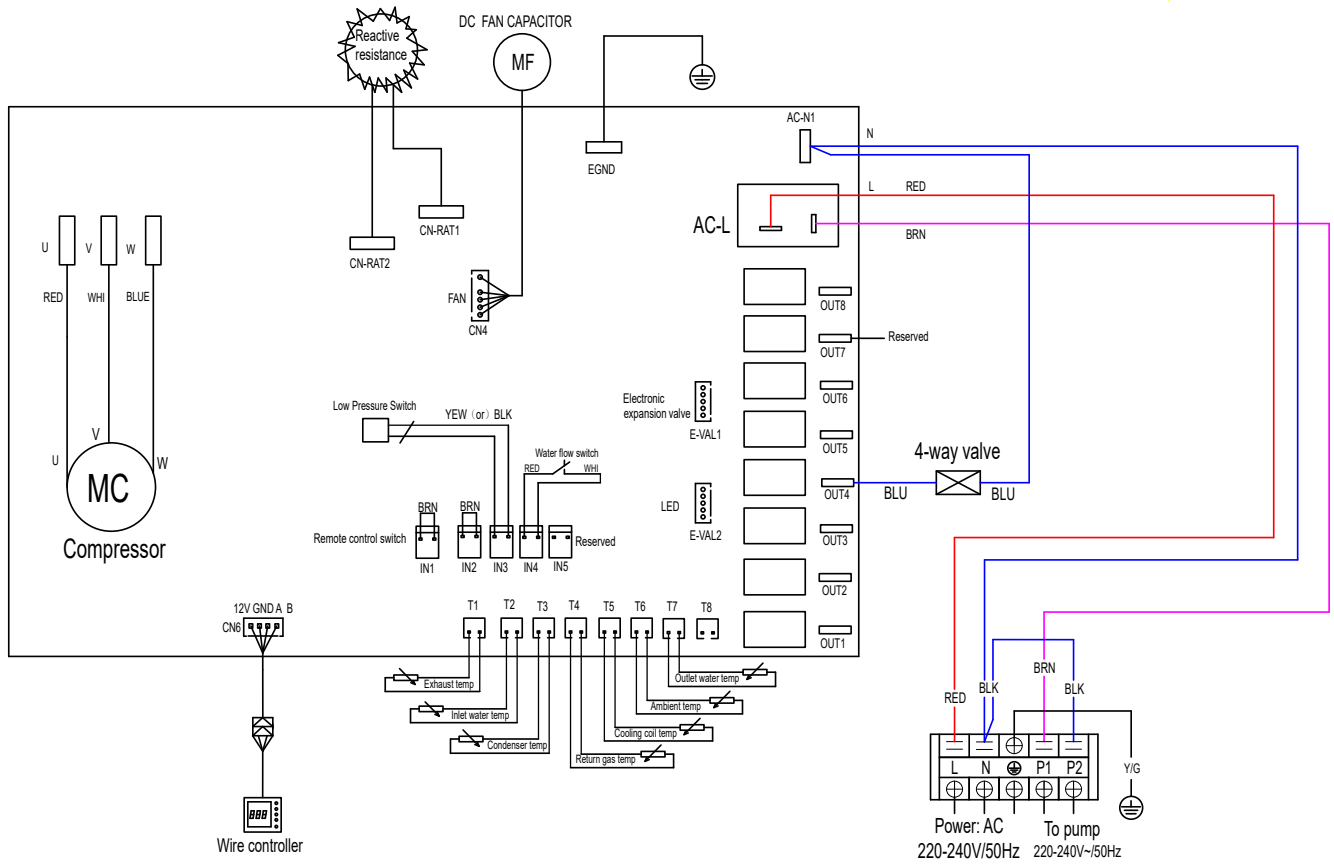 DC FAN CAPACITOR
Reactive
resistance
MF
EGND
AC-N1
N
L
RED
AC-L
BRN
CN-RAT1
CN-RAT2
U
V
W
RED
WHI
BLUE
FAN
CN4
OUT8
OUT7
Reserved
OUT6
OUT5
OUT4
OUT3
OUT2
OUT1
Electronic
expansion valve
E-VAL1
LED
E-VAL2
4-way valve
BLU
BLU
Low Pressure Switch
YEW（or）BLK
Water flow switch
RED
WHI
U
V
W
MC
Compressor
BRN
BRN
Remote control switch
Reserved
IN1
IN2
IN3
IN4
IN5
12V GND A B
CN6
T1
T2
T3
T4
T5
T6
T7
T8
Exhaust temp
Inlet water temp
Condenser temp
Return gas temp
Cooling coil temp
Ambient temp
Outlet water temp
888
Wire controller
RED
BLK
BRN
BLK
Y/G
L
N
P1
P2
Power: AC
220-240V/50Hz
To pump
220-240V~/50Hz